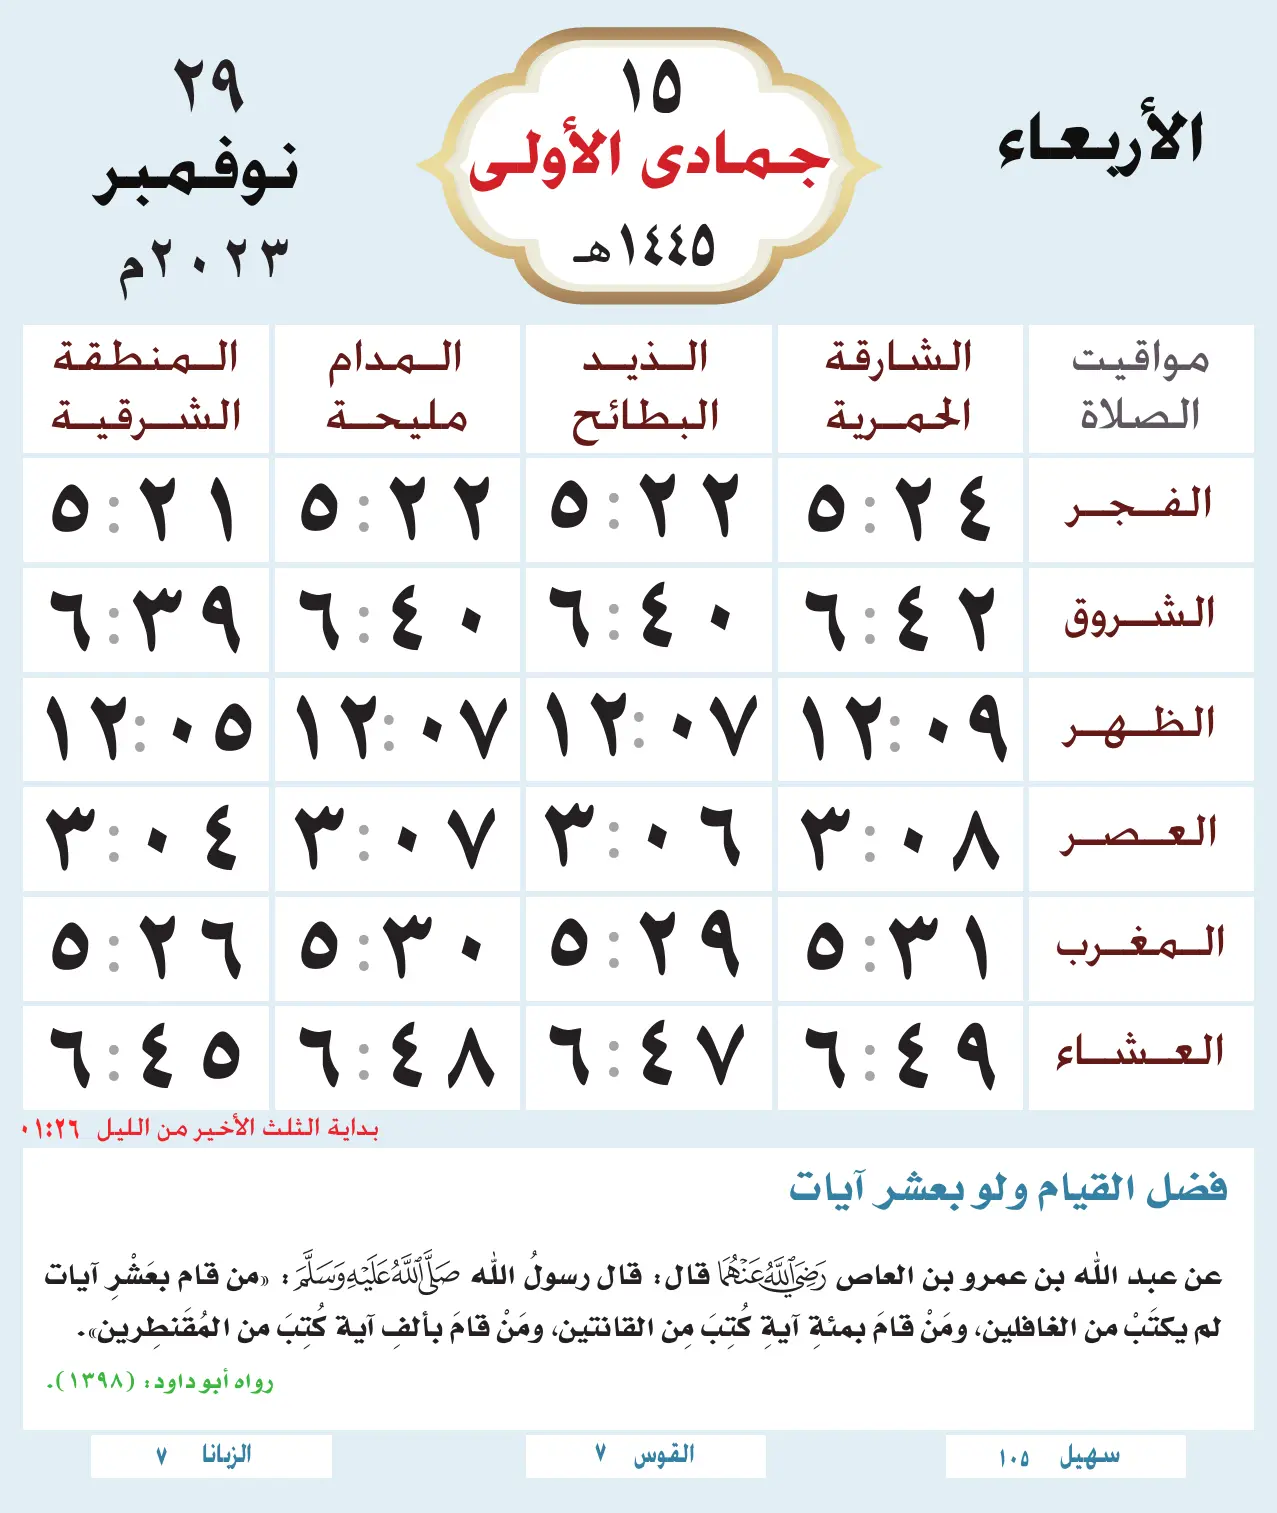 الأربعاء
١٥
جمادى الأولى
١٤٤٥هـ
٢٩
نوفمبر
٢٠٢٣م
مواقيت الصلاة الشارقة الحمرية الذيد البطائح المدام مليحة المنطقة الشرقية
الفجر ٥:٢٤ ٥:٢٢ ٥:٢٢ ٥:٢١
الشروق ٦:٤٢ ٦:٤٠ ٦:٤٠ ٦:٣٩
الظهر ١٢:٠٩ ١٢:٠٧ ١٢:٠٧ ١٢:٠٥
العصر ٣:٠٨ ٣:٠٦ ٣:٠٧ ٣:٠٤
المغرب ٥:٣١ ٥:٢٩ ٥:٣٠ ٥:٢٦
العشاء ٦:٤٩ ٦:٤٧ ٦:٤٨ ٦:٤٥
بداية الثلث الأخير من الليل ٠١:٢٦
فضل القيام ولو بعشر آيات
عن عبد الله بن عمرو بن العاص رَضِيَ اللَّهُ عَنْهُمَا قال: قال رسولُ الله صَلَّى اللَّهُ عَلَيْهِ وَسَلَّمَ: «من قام بعَشْرِ آيات
لم يكتَبْ من الغافلين، ومَنْ قامَ بمئةِ آيةِ كُتِبَ مِن القانتين، ومَنْ قامَ بألفِ آية كُتِبَ من المُقَنطِرين».
رواه أبو داود: (١٣٩٨).
سهيل ١٠٥ القوس ٧ الزبانا ٧